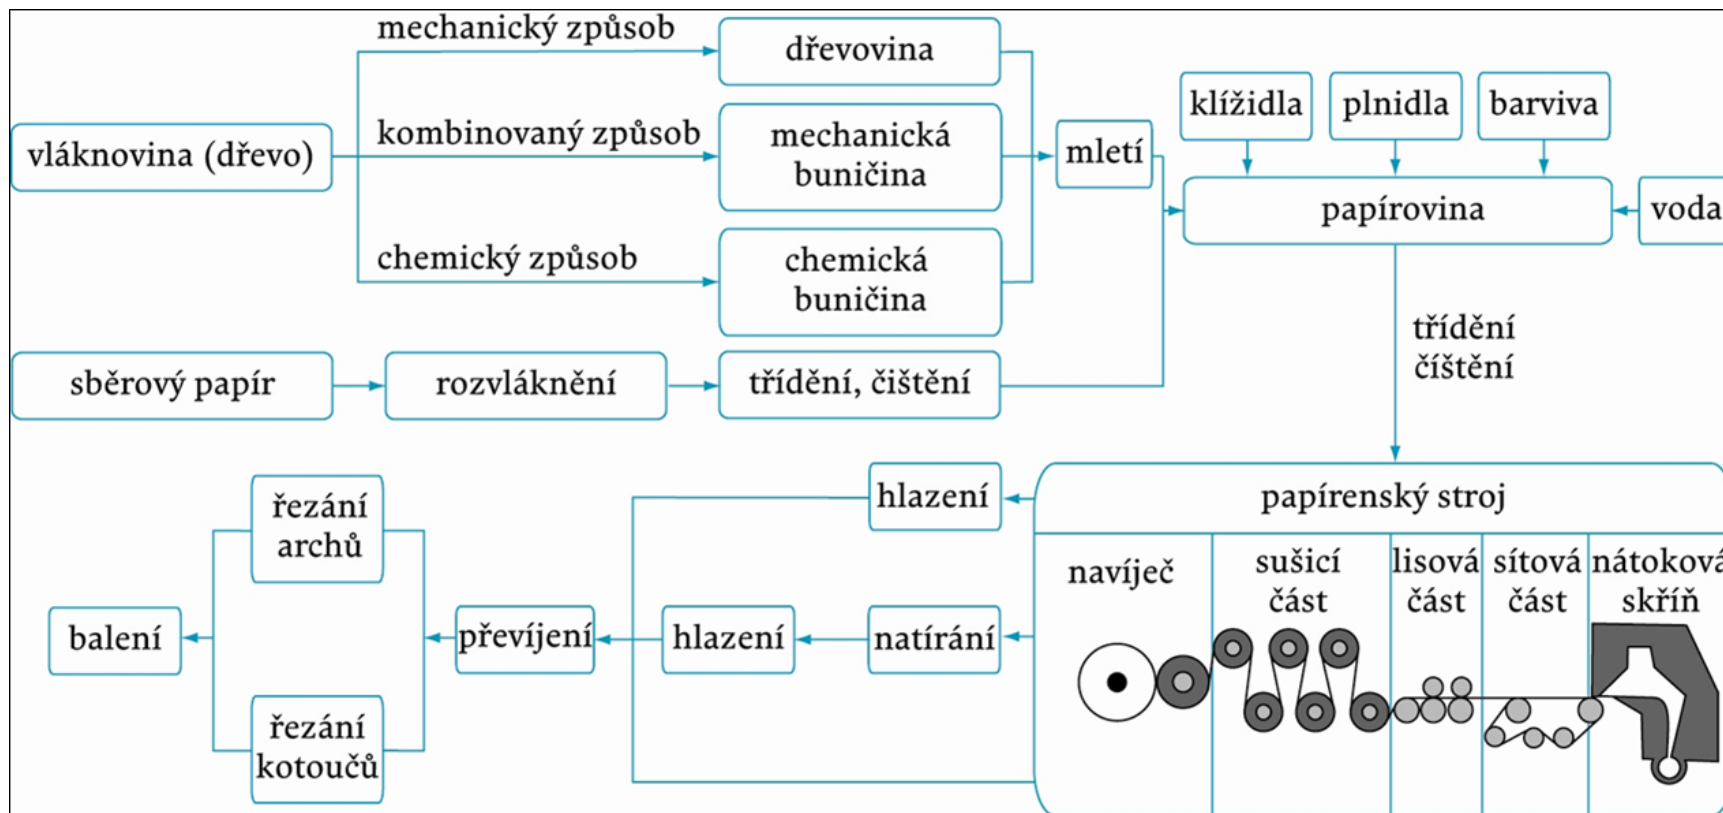 mechanický způsob
dřevovina
klížidla
plnidla
barviva
vláknovina (dřevo)
kombinovaný způsob
mechanická
buničina
mletí
papírovina
voda
chemický způsob
chemická
buničina
třídění
číštění
sběrový papír
rozvláknění
třídění, čištění
hlazení
papírenský stroj
řezání
archů
navíječ
sušicí
část
lisová
část
sítová
část
nátoková
skříň
balení
převíjení
hlazení
natírání
řezání
kotoučů